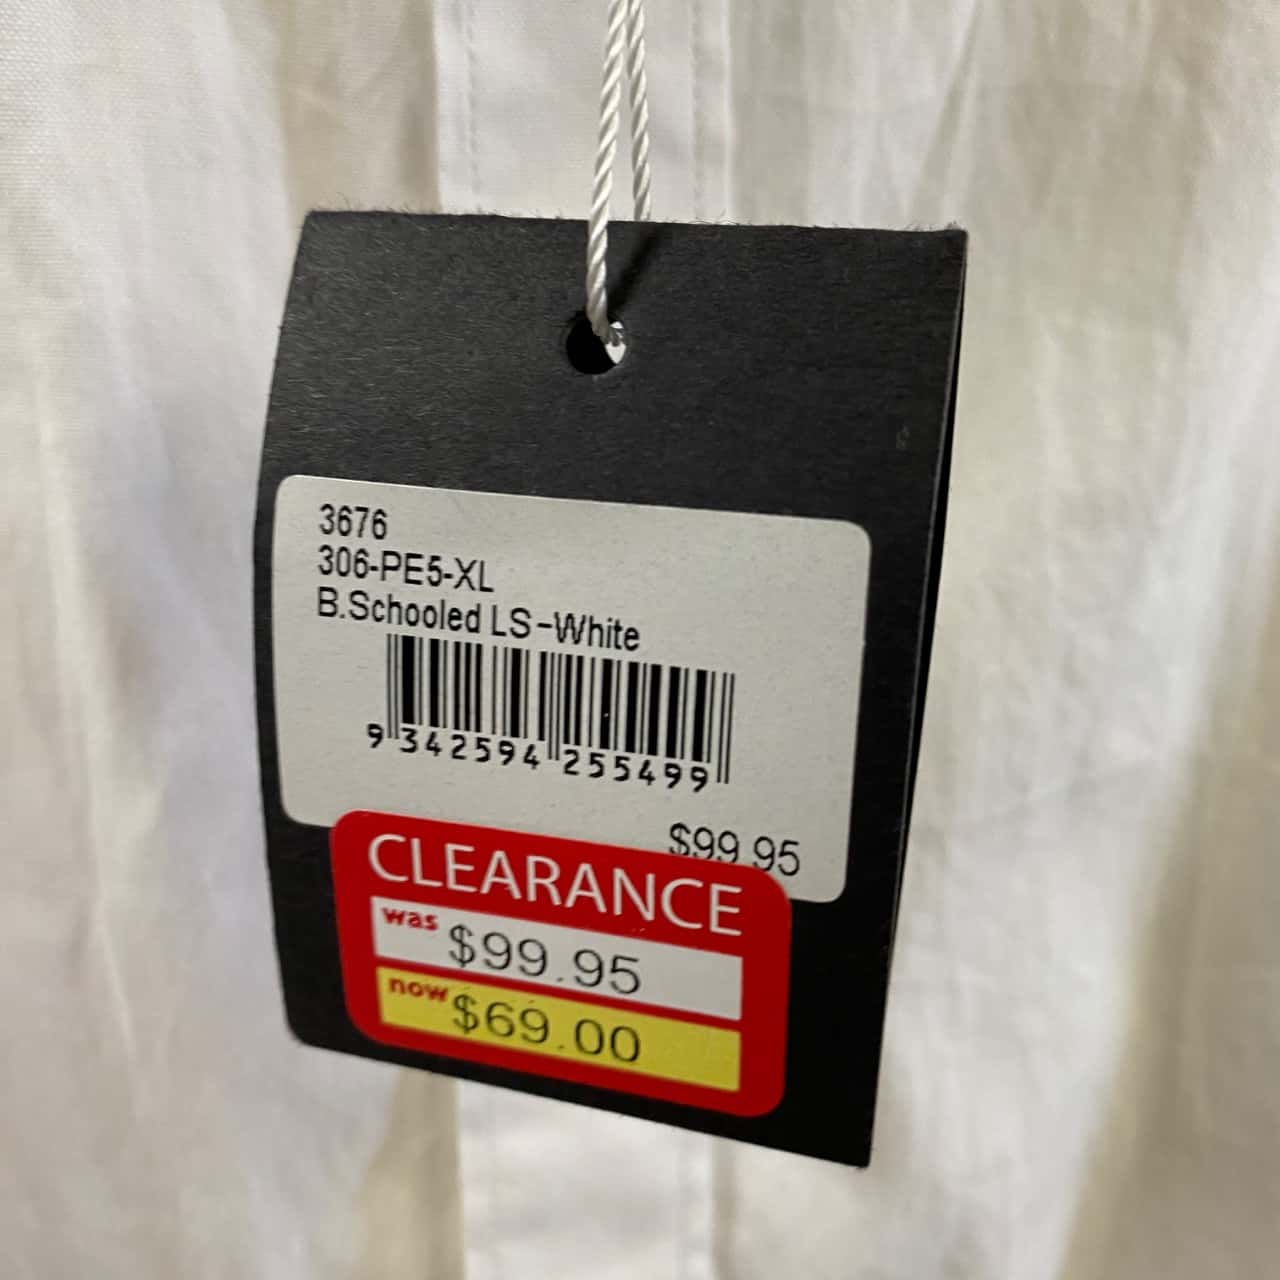 3676
306-PE5-XL
B.Schooled LS-White
9 342594 255499
$99.95
CLEARANCE
was $99.95
now $69.00